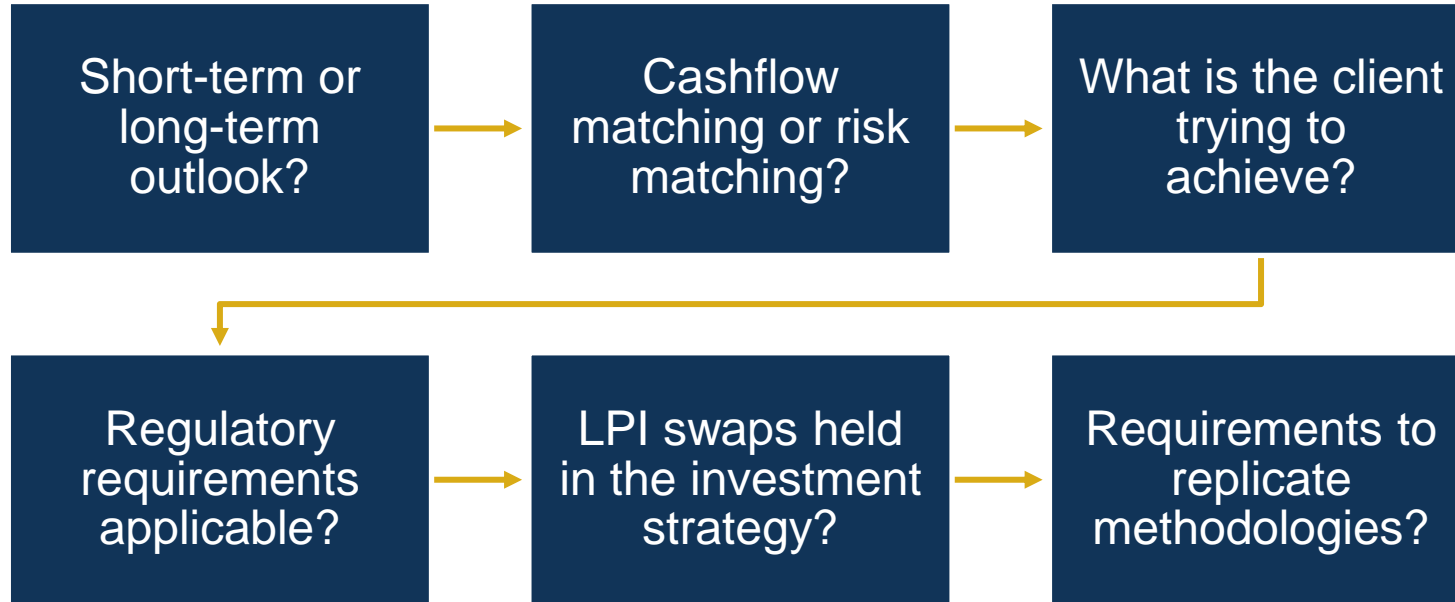 Short-term or
long-term
outlook?
Cashflow
matching or risk
matching?
What is the client
trying to
achieve?
Regulatory
requirements
applicable?
LPI swaps held
in the investment
strategy?
Requirements to
replicate
methodologies?